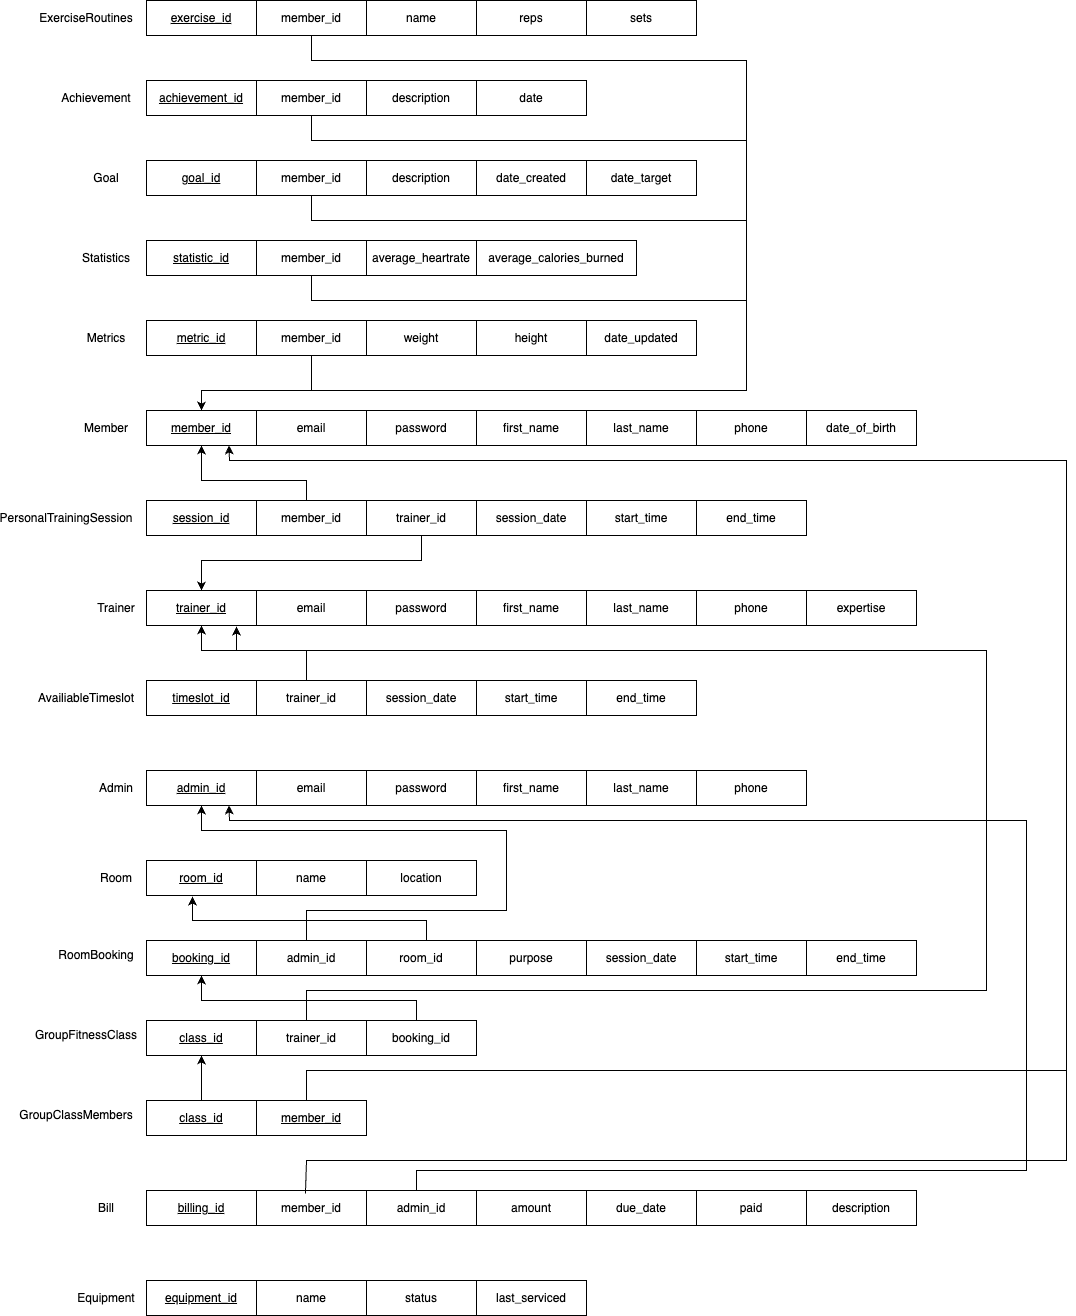 ExerciseRoutines exercise_id member_id name reps sets
Achievement achievement_id member_id description date
Goal goal_id member_id description date_created date_target
Statistics statistic_id member_id average_heartrate average_calories_burned
Metrics metric_id member_id weight height date_updated
Member member_id email password first_name last_name phone date_of_birth
PersonalTrainingSession session_id member_id trainer_id session_date start_time end_time
Trainer trainer_id email password first_name last_name phone expertise
AvailiableTimeslot timeslot_id trainer_id session_date start_time end_time
Admin admin_id email password first_name last_name phone
Room room_id name location
RoomBooking booking_id admin_id room_id purpose session_date start_time end_time
GroupFitnessClass class_id trainer_id booking_id
GroupClassMembers class_id member_id
Bill billing_id member_id admin_id amount due_date paid description
Equipment equipment_id name status last_serviced